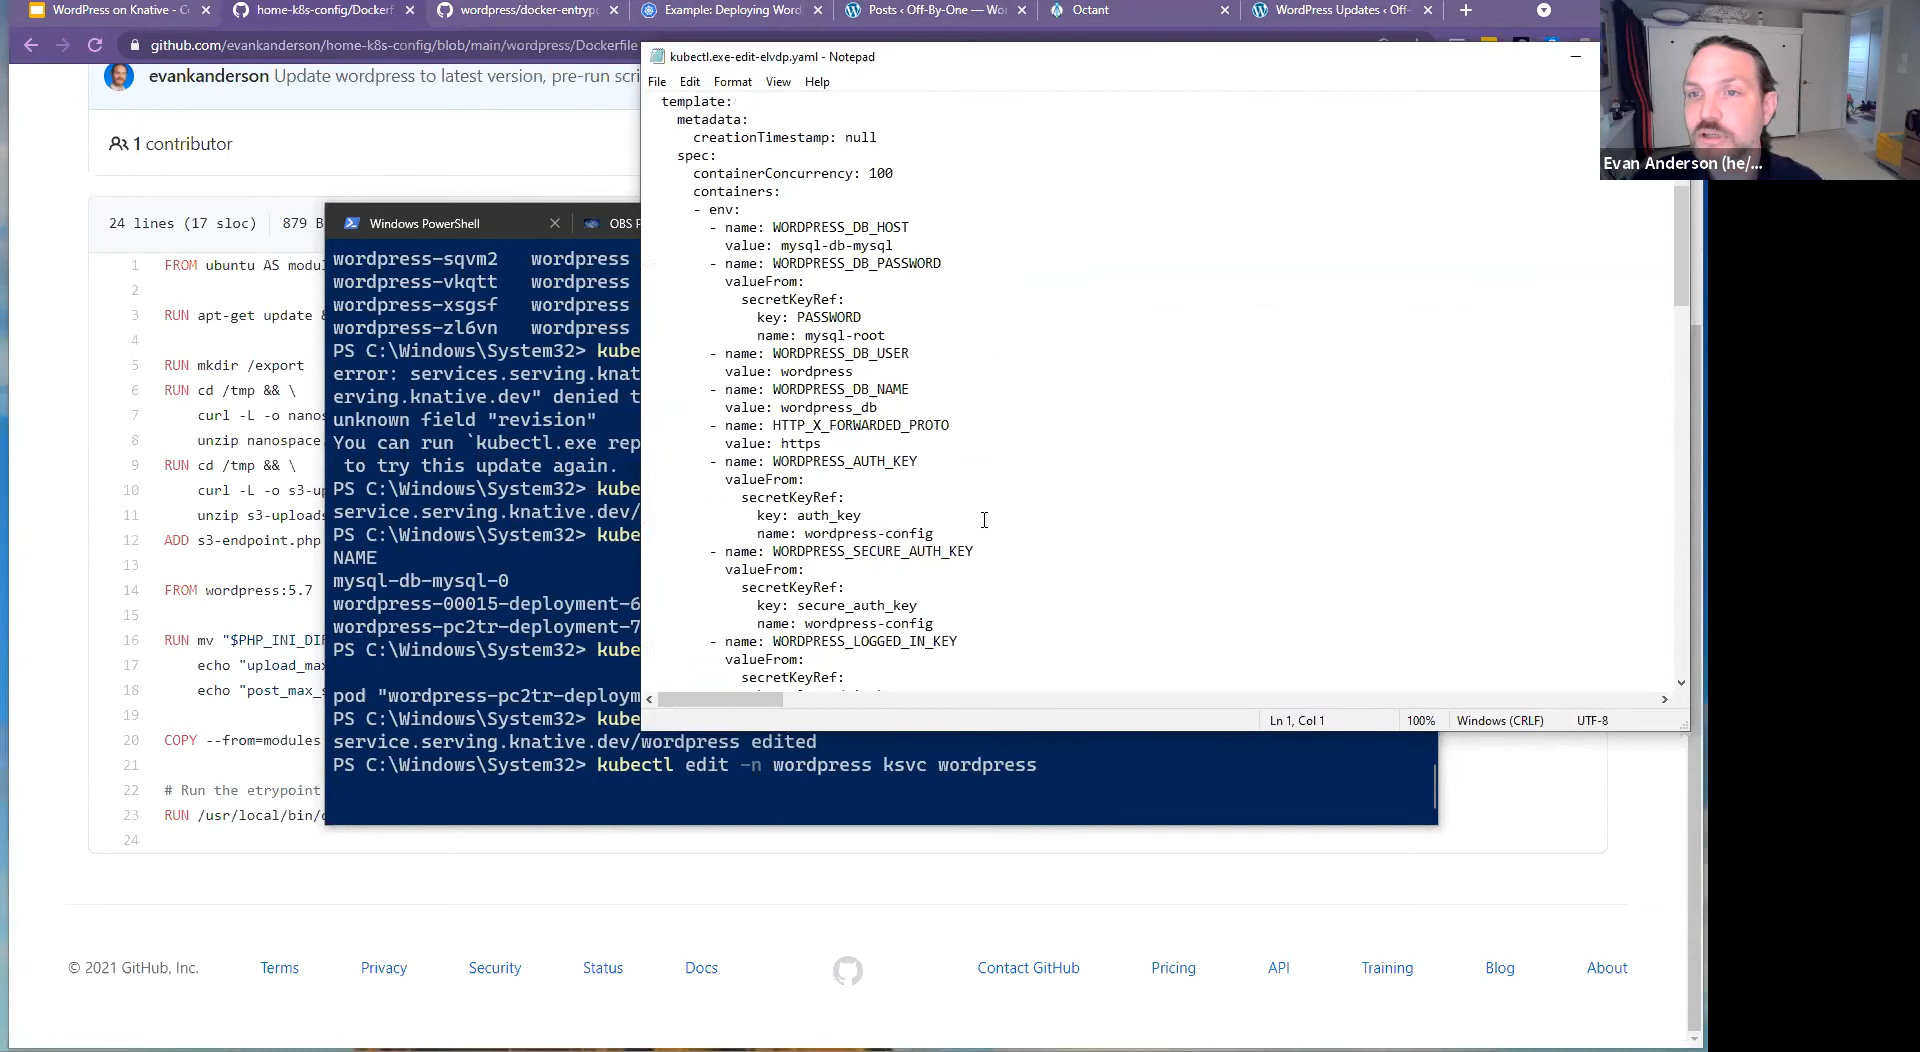 WordPress on Knative - C
home-k8s-config/Dockerf
wordpress/docker-entryp
Example: Deploying Word
Posts ‹ Off-By-One — Wor
Octant
WordPress Updates ‹ Off-
github.com/evankanderson/home-k8s-config/blob/main/wordpress/Dockerfile
evankanderson Update wordpress to latest version, pre-run scri
1 contributor
24 lines (17 sloc)
879 B
1 FROM ubuntu AS modul
2
3 RUN apt-get update &
4
5 RUN mkdir /export
6 RUN cd /tmp && \
7 curl -L -o nanos
8 unzip nanospace.
9 RUN cd /tmp && \
10 curl -L -o s3-up
11 unzip s3-uploads
12 ADD s3-endpoint.php
13
14 FROM wordpress:5.7
15
16 RUN mv "$PHP_INI_DIR
17 echo "upload_max
18 echo "post_max_s
19
20 COPY --from=modules
21
22 # Run the etrypoint
23 RUN /usr/local/bin/d
24
Windows PowerShell
OBS P
wordpress-sqvm2 wordpress
wordpress-vkqtt wordpress
wordpress-xsgsf wordpress
wordpress-zl6vn wordpress
PS C:\Windows\System32> kube
error: services.serving.knat
erving.knative.dev" denied t
unknown field "revision"
You can run `kubectl.exe rep
to try this update again.
PS C:\Windows\System32> kube
service.serving.knative.dev/
PS C:\Windows\System32> kube
NAME
mysql-db-mysql-0
wordpress-00015-deployment-6
wordpress-pc2tr-deployment-7
PS C:\Windows\System32> kube
pod "wordpress-pc2tr-deploym
PS C:\Windows\System32> kube
service.serving.knative.dev/wordpress edited
PS C:\Windows\System32> kubectl edit -n wordpress ksvc wordpress
kubectl.exe-edit-elvdp.yaml - Notepad
File Edit Format View Help
template:
metadata:
creationTimestamp: null
spec:
containerConcurrency: 100
containers:
- env:
- name: WORDPRESS_DB_HOST
value: mysql-db-mysql
- name: WORDPRESS_DB_PASSWORD
valueFrom:
secretKeyRef:
key: PASSWORD
name: mysql-root
- name: WORDPRESS_DB_USER
value: wordpress
- name: WORDPRESS_DB_NAME
value: wordpress_db
- name: HTTP_X_FORWARDED_PROTO
value: https
- name: WORDPRESS_AUTH_KEY
valueFrom:
secretKeyRef:
key: auth_key
name: wordpress-config
- name: WORDPRESS_SECURE_AUTH_KEY
valueFrom:
secretKeyRef:
key: secure_auth_key
name: wordpress-config
- name: WORDPRESS_LOGGED_IN_KEY
valueFrom:
secretKeyRef:
Ln 1, Col 1
100%
Windows (CRLF)
UTF-8
Evan Anderson (he/...
© 2021 GitHub, Inc.
Terms
Privacy
Security
Status
Docs
Contact GitHub
Pricing
API
Training
Blog
About